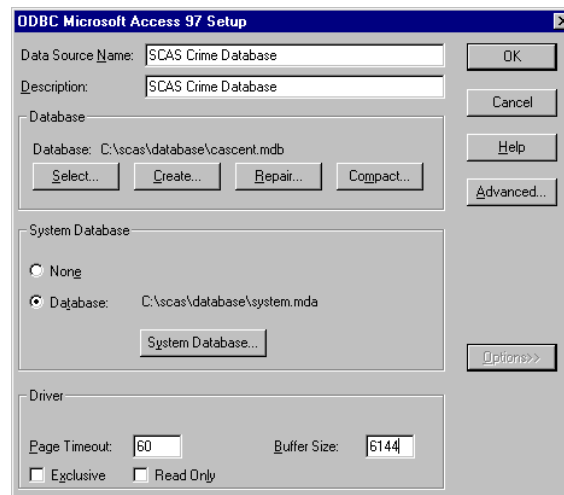 ODBC Microsoft Access 97 Setup
Data Source Name: SCAS Crime Database
OK
Description: SCAS Crime Database
Cancel
Database
Database: C:\scas\database\cascent.mdb
Help
Select... Create... Repair... Compact...
Advanced...
System Database
None
Database: C:\scas\database\system.mda
System Database...
Options>>
Driver
Page Timeout: 60 Buffer Size: 6144
Exclusive Read Only